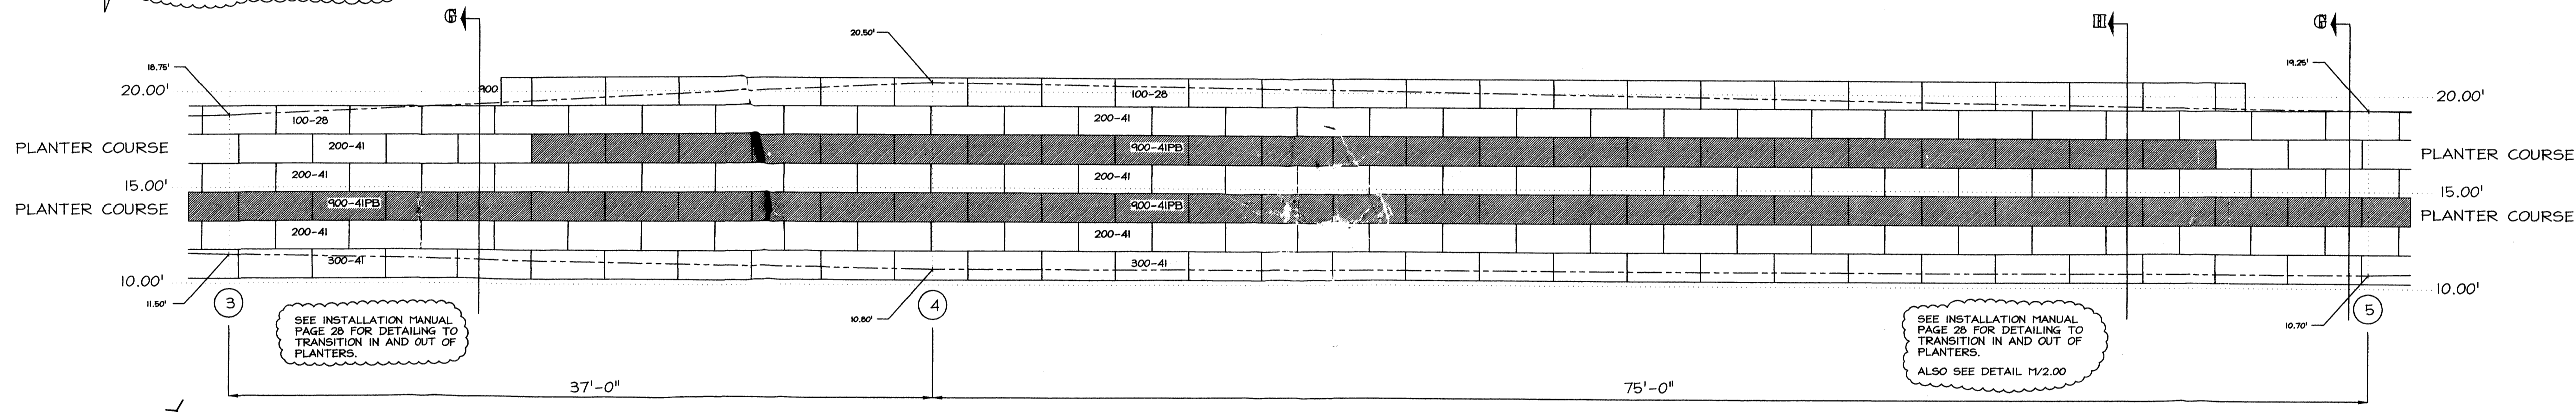 G
H
G
20.50'
18.75'
19.25'
20.00'
900
100-28
20.00'
100-28
200-41
PLANTER COURSE
200-41
900-41PB
PLANTER COURSE
200-41
200-41
15.00'
15.00'
PLANTER COURSE
900-41PB
900-41PB
PLANTER COURSE
200-41
200-41
300-41
300-41
10.00'
10.00'
11.50'
3
4
5
10.80'
10.70'
SEE INSTALLATION MANUAL
PAGE 28 FOR DETAILING TO
TRANSITION IN AND OUT OF
PLANTERS.
SEE INSTALLATION MANUAL
PAGE 28 FOR DETAILING TO
TRANSITION IN AND OUT OF
PLANTERS.
ALSO SEE DETAIL M/2.00
37'-0"
75'-0"